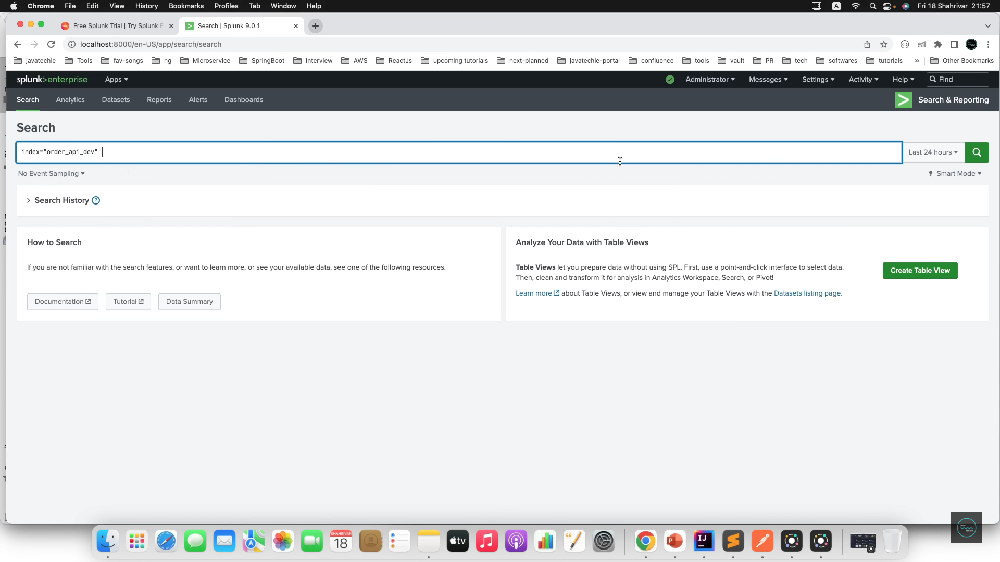 Chrome File Edit View History Bookmarks Profiles Tab Window Help A Fri 18 Shahrivar 21:57
Free Splunk Trial | Try Splunk E Search | Splunk 9.0.1
localhost:8000/en-US/app/search/search
javatechie Tools fav-songs ng Microservice SpringBoot Interview AWS ReactJs upcoming tutorials next-planned javatechie-portal confluence tools vault PR tech softwares tutorials » Other Bookmarks
splunk>enterprise Apps Administrator Messages Settings Activity Help Find
Search Analytics Datasets Reports Alerts Dashboards Search & Reporting
Search
index="order_api_dev" Last 24 hours
No Event Sampling Smart Mode
Search History ?
How to Search
If you are not familiar with the search features, or want to learn more, or see your available data, see one of the following resources.
Documentation Tutorial Data Summary
Analyze Your Data with Table Views
Table Views let you prepare data without using SPL. First, use a point-and-click interface to select data.
Then, clean and transform it for analysis in Analytics Workspace, Search, or Pivot!
Learn more about Table Views, or view and manage your Table Views with the Datasets listing page.
Create Table View
SHAHRIVAR
18
tv
IJ